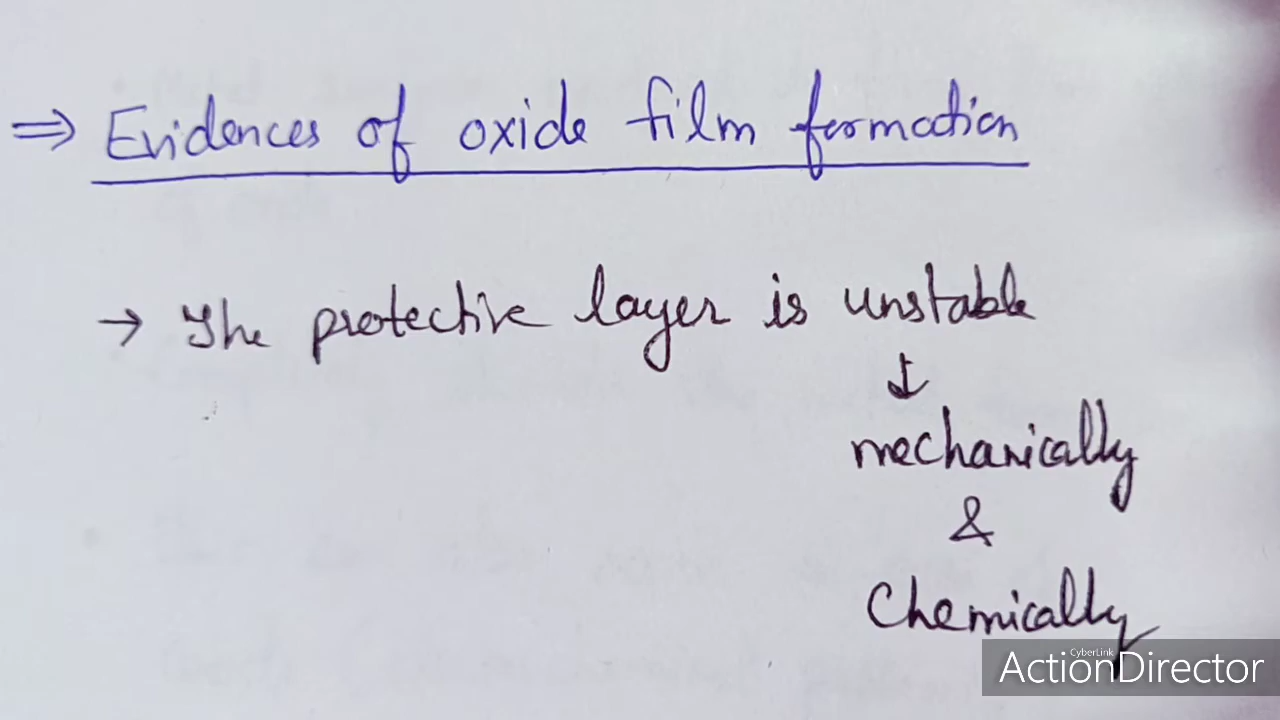 ⇒ Evidences of oxide film formation
→ The protective layer is unstable
↓
mechanically
&
Chemically
CyberLink
ActionDirector